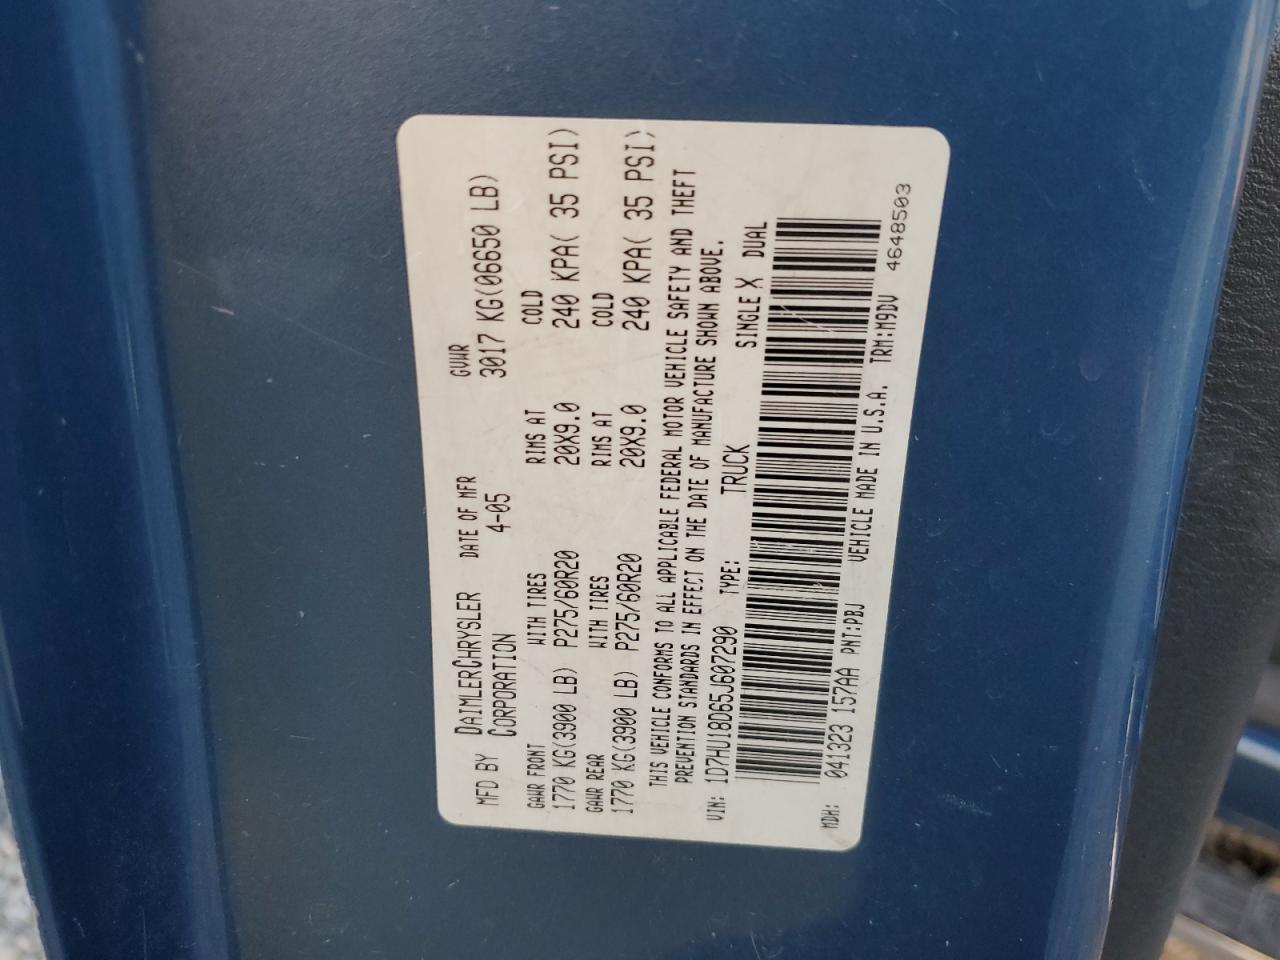 MFD BY DAIMLERCHRYSLER CORPORATION DATE OF MFR 4-05 GVWR 3017 KG(06650 LB)
GAWR FRONT WITH TIRES RIMS AT COLD
1770 KG(3900 LB) P275/60R20 20X9.0 240 KPA( 35 PSI)
GAWR REAR WITH TIRES RIMS AT COLD
1770 KG(3900 LB) P275/60R20 20X9.0 240 KPA( 35 PSI)
THIS VEHICLE CONFORMS TO ALL APPLICABLE FEDERAL MOTOR VEHICLE SAFETY AND THEFT
PREVENTION STANDARDS IN EFFECT ON THE DATE OF MANUFACTURE SHOWN ABOVE.
VIN: 1D7HU18D65J607290 TYPE: TRUCK SINGLE X DUAL
MDH: 041323 157AA PNT:PBJ VEHICLE MADE IN U.S.A. TRM:M9DV 4648503